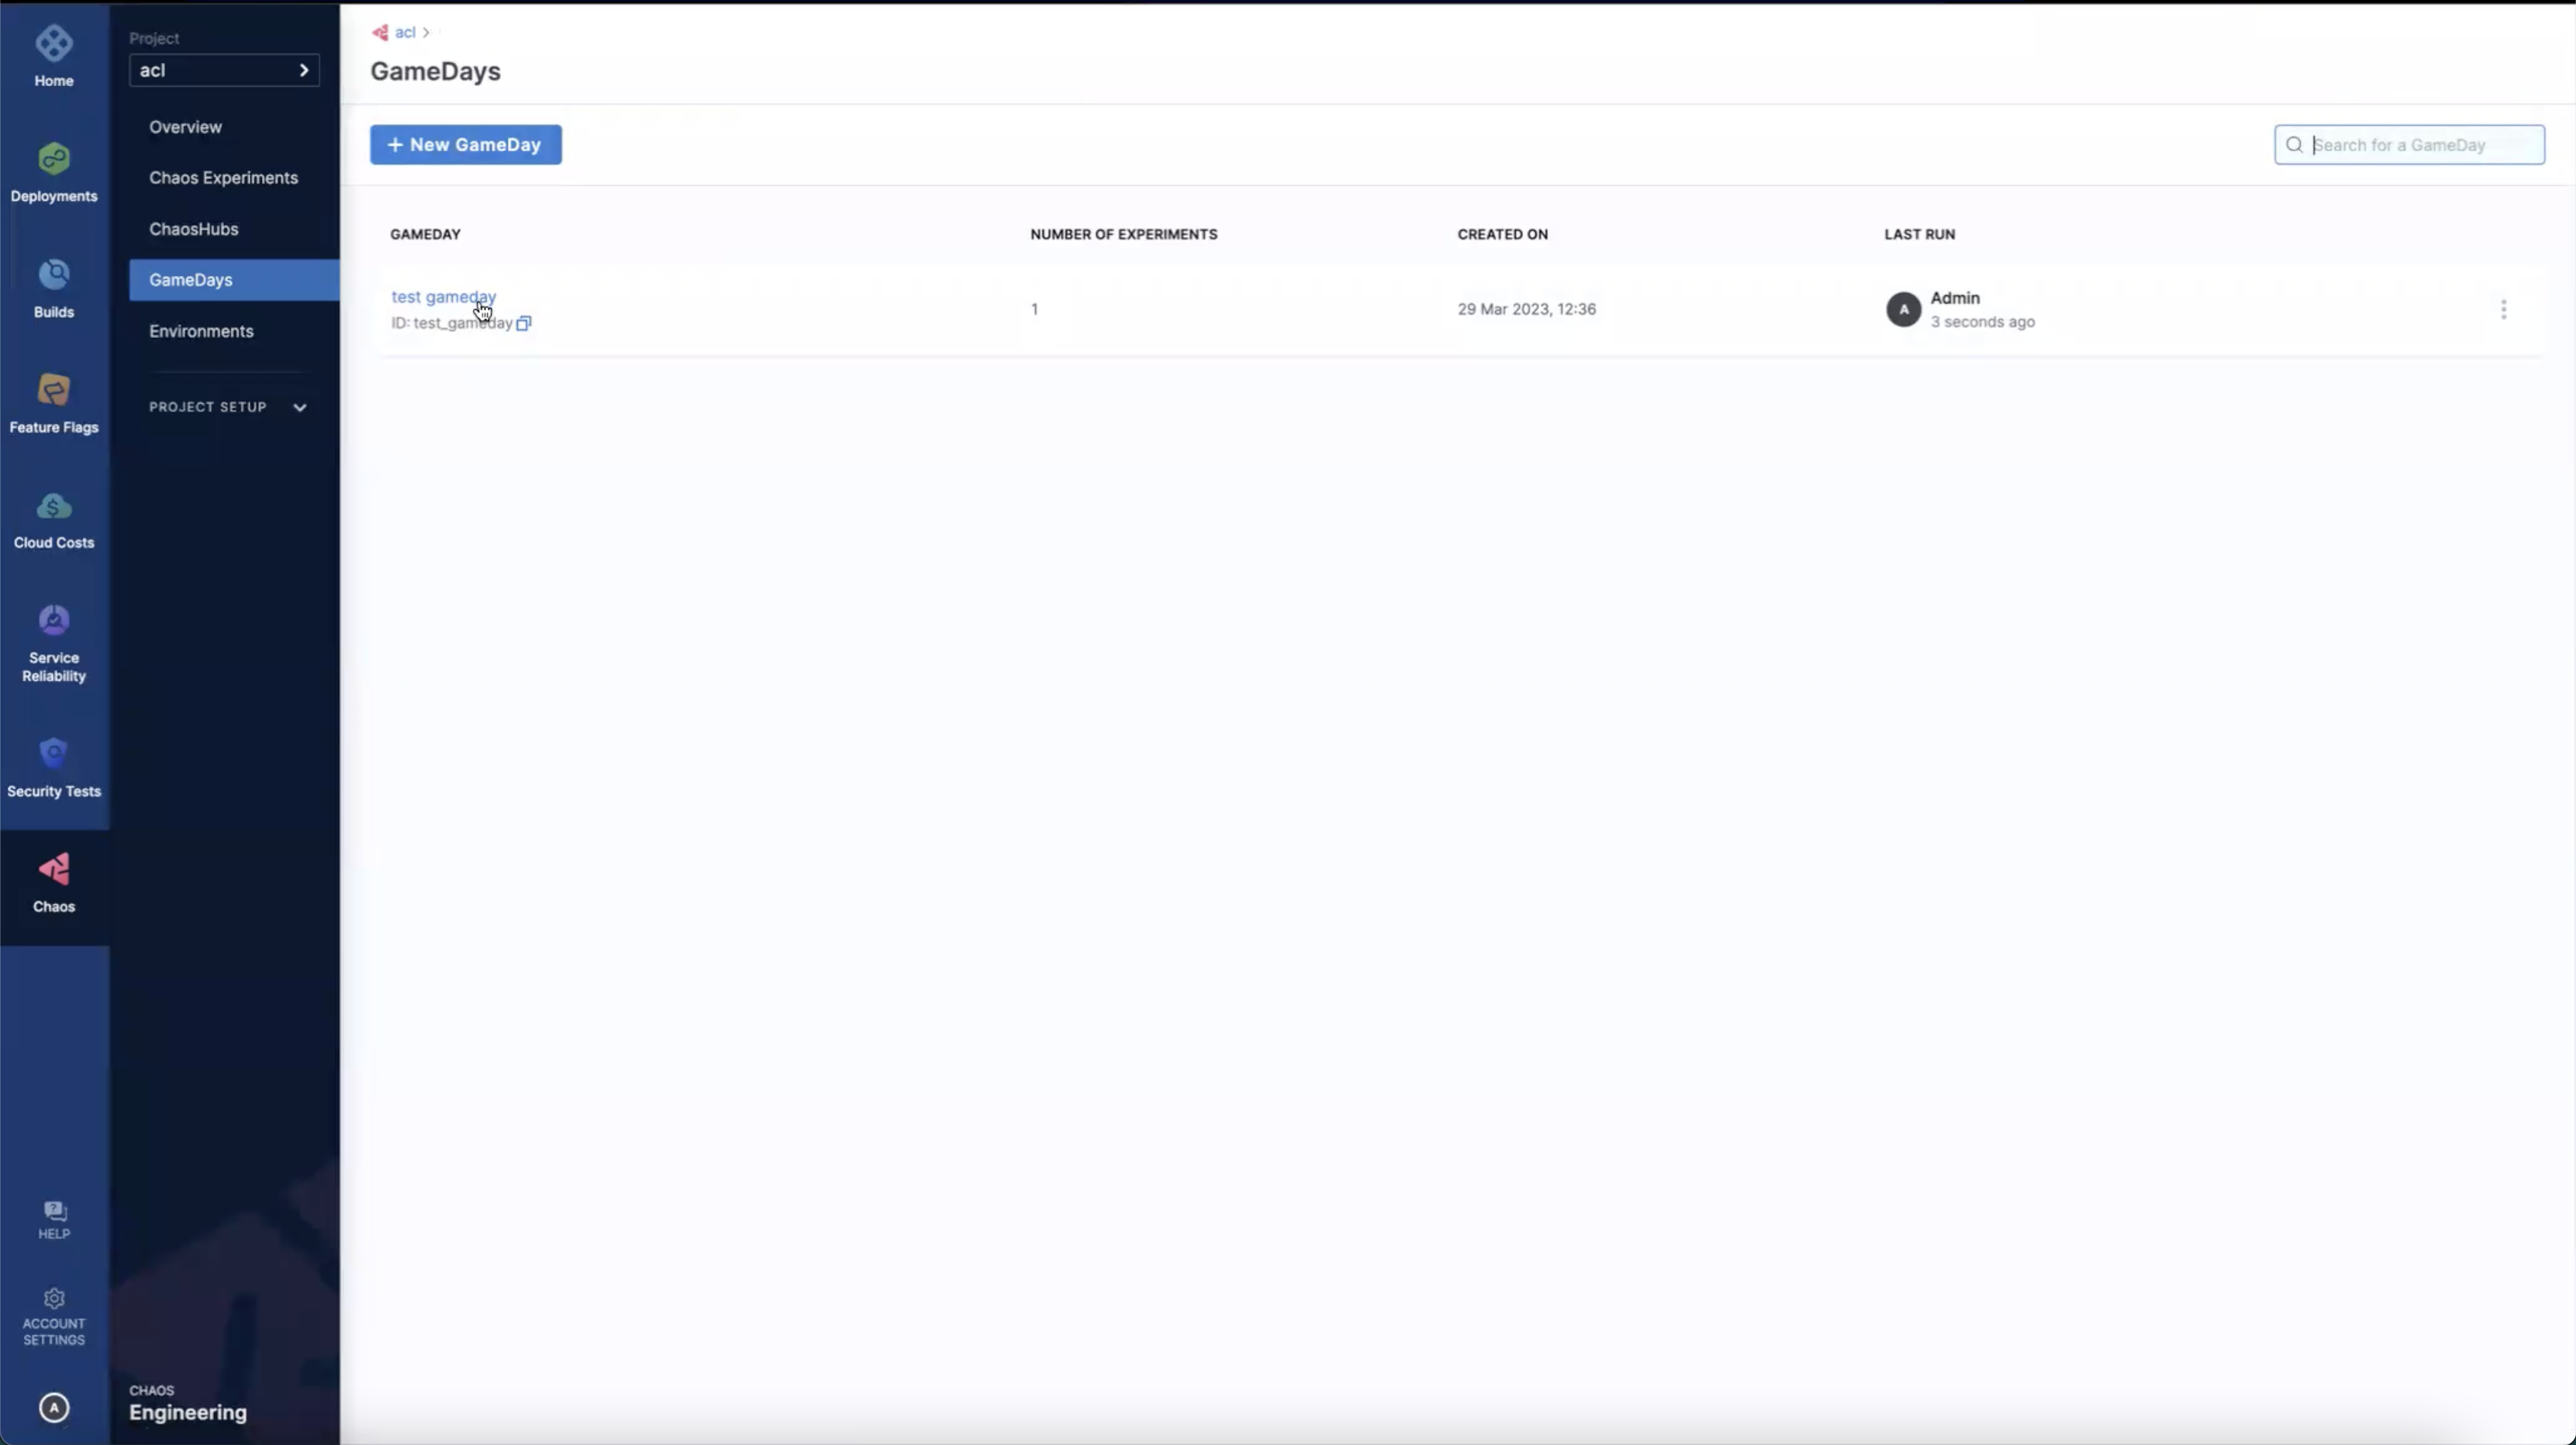 Home
Deployments
Builds
Feature Flags
Cloud Costs
Service
Reliability
Security Tests
Chaos
HELP
ACCOUNT
SETTINGS
A
Project
acl
Overview
Chaos Experiments
ChaosHubs
GameDays
Environments
PROJECT SETUP
CHAOS
Engineering
acl >
GameDays
+ New GameDay
Search for a GameDay
GAMEDAY NUMBER OF EXPERIMENTS CREATED ON LAST RUN
test gameday
ID: test_gameday
1
29 Mar 2023, 12:36
A
Admin
3 seconds ago